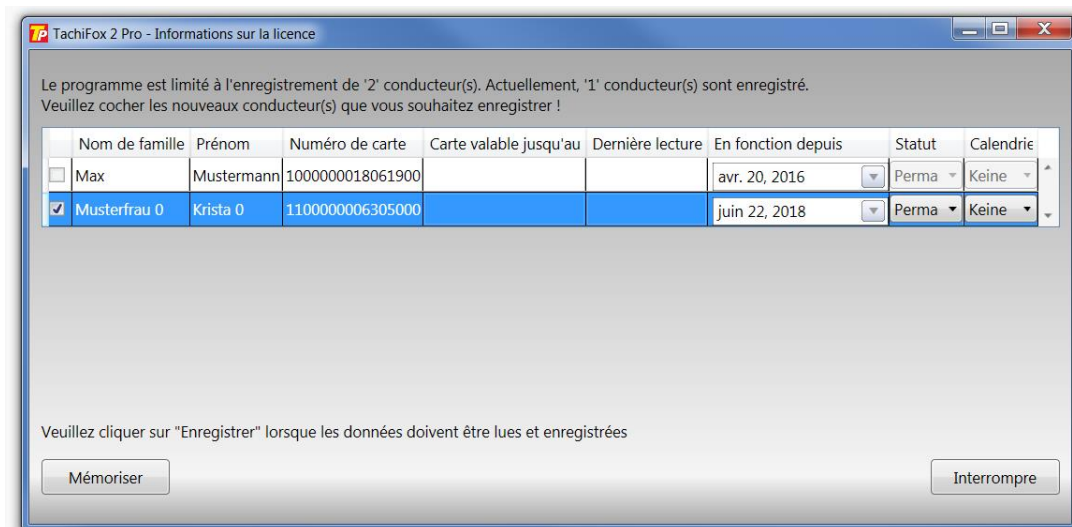 TP TachiFox 2 Pro - Informations sur la licence
Le programme est limité à l'enregistrement de '2' conducteur(s). Actuellement, '1' conducteur(s) sont enregistré.
Veuillez cocher les nouveaux conducteur(s) que vous souhaitez enregistrer !
Nom de famille Prénom Numéro de carte Carte valable jusqu'au Dernière lecture En fonction depuis Statut Calendrie
Max Mustermann 1000000018061900 avr. 20, 2016 Perma Keine
Musterfrau 0 Krista 0 1100000006305000 juin 22, 2018 Perma Keine
Veuillez cliquer sur "Enregistrer" lorsque les données doivent être lues et enregistrées
Mémoriser Interrompre